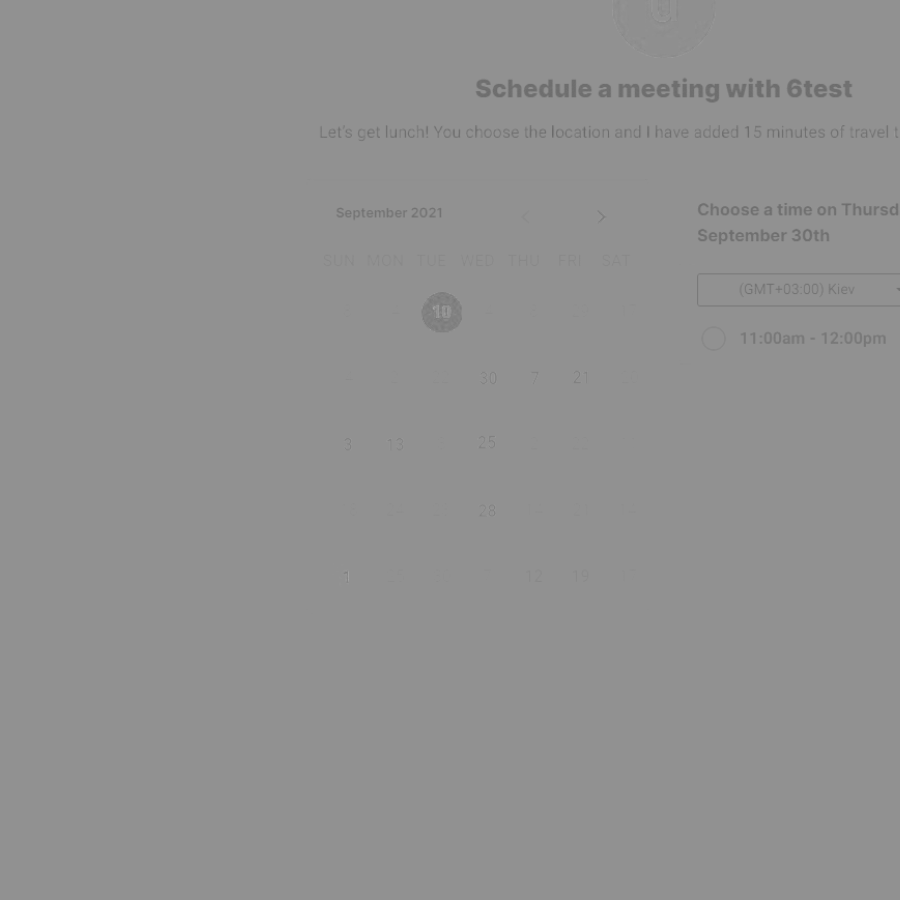 Schedule a meeting with 6test
Let's get lunch! You choose the location and I have added 15 minutes of travel
September 2021
SUN MON TUE WED THU FRI SAT
10
30 7 21
3 13 25
28
1 12 19
Choose a time on Thursd
September 30th
(GMT+03:00) Kiev
11:00am - 12:00pm